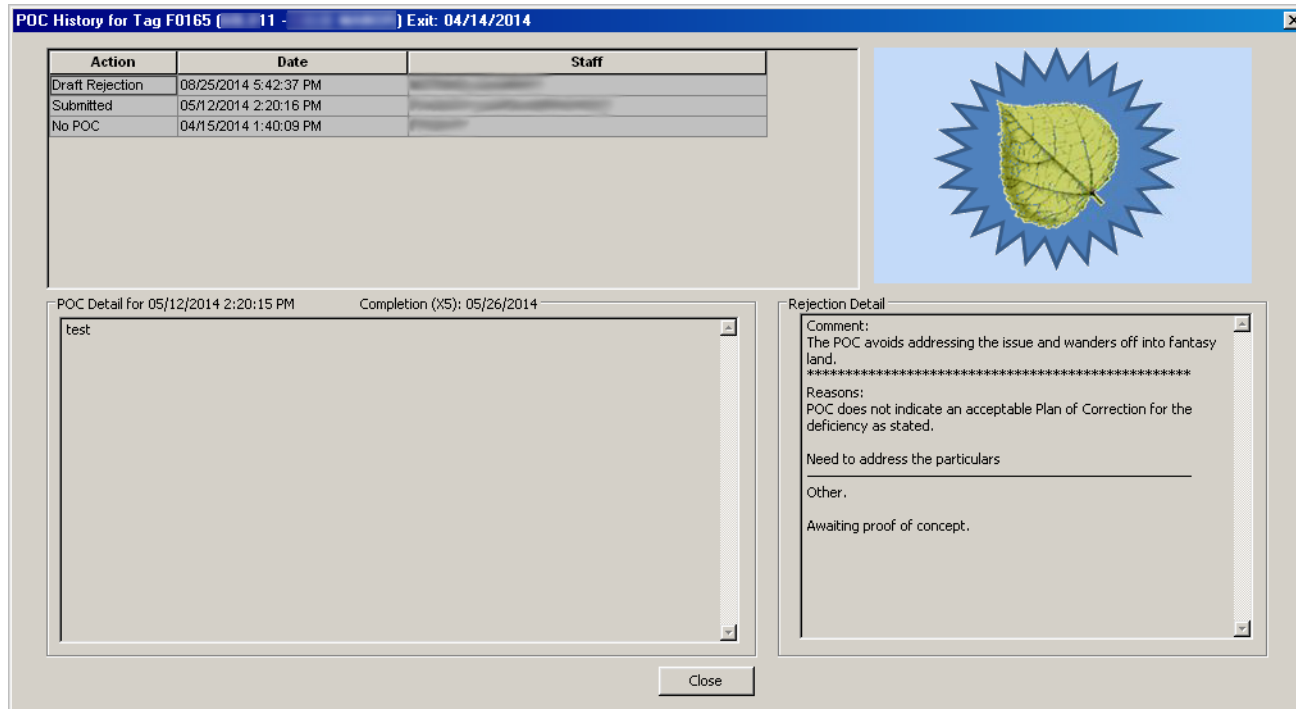 POC History for Tag F0165 ( 11 - ) Exit: 04/14/2014
Action Date Staff
Draft Rejection 08/25/2014 5:42:37 PM
Submitted 05/12/2014 2:20:16 PM
No POC 04/15/2014 1:40:09 PM
POC Detail for 05/12/2014 2:20:15 PM Completion (X5): 05/26/2014
test
Rejection Detail
Comment:
The POC avoids addressing the issue and wanders off into fantasy
land.
**************************************************
Reasons:
POC does not indicate an acceptable Plan of Correction for the
deficiency as stated.
Need to address the particulars
Other.
Awaiting proof of concept.
Close